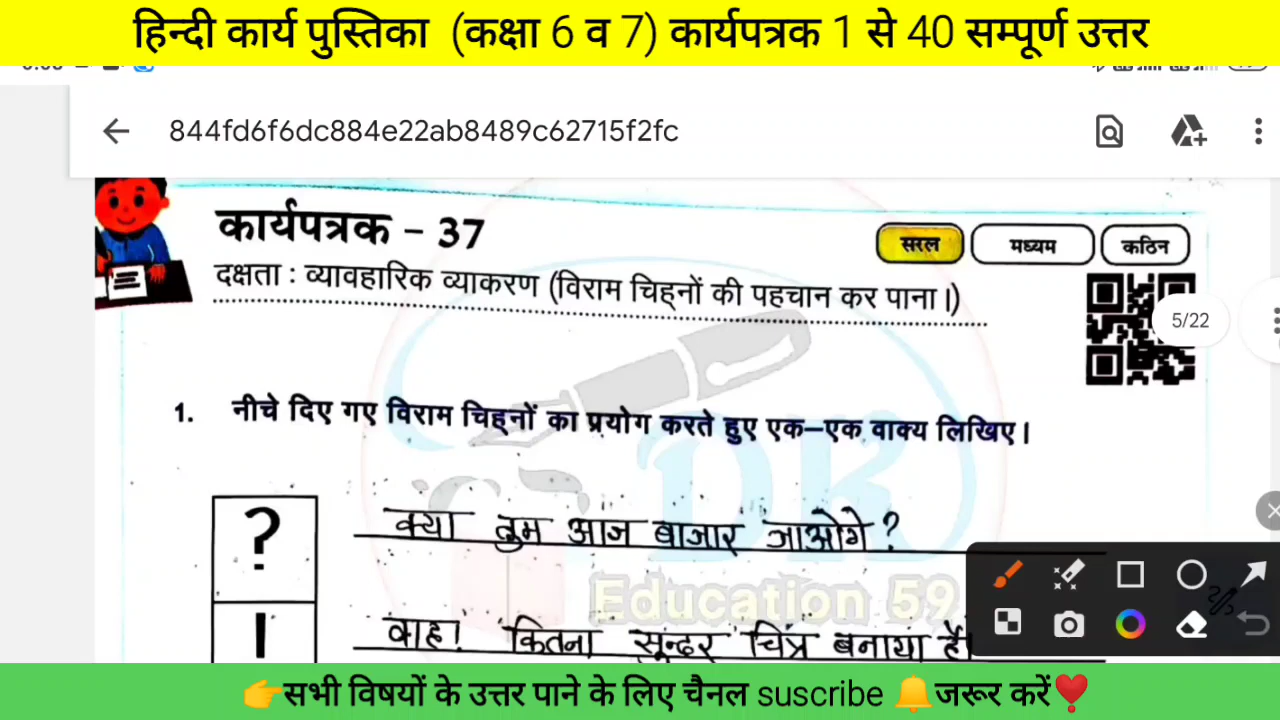 हिन्दी कार्य पुस्तिका (कक्षा 6 व 7) कार्यपत्रक 1 से 40 सम्पूर्ण उत्तर
844fd6f6dc884e22ab8489c62715f2fc
कार्यपत्रक - 37
सरल मध्यम कठिन
दक्षता : व्यावहारिक व्याकरण (विराम चिह्नों की पहचान कर पाना।)
5/22
1. नीचे दिए गए विराम चिह्नों का प्रयोग करते हुए एक–एक वाक्य लिखिए।
DK
? क्या तुम आज बाजार जाओगे ?
Education 59
वाह! कितना सून्दर चित्र बनाया है।
👉सभी विषयों के उत्तर पाने के लिए चैनल suscribe 🔔जरूर करें❣️